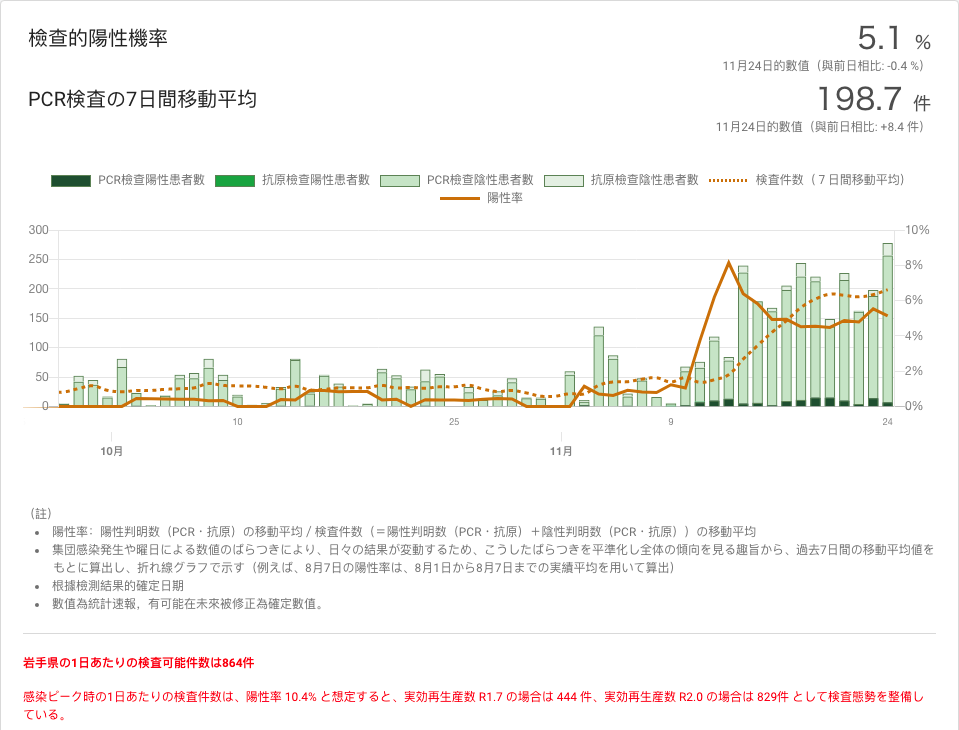 檢查的陽性機率
5.1 %
11月24日的數值（與前日相比: -0.4 %）
PCR検査の7日間移動平均
198.7 件
11月24日的數值（與前日相比: +8.4 件）
PCR檢查陽性患者數 抗原檢查陽性患者數 PCR檢查陰性患者數 抗原檢查陰性患者數 検査件数（７日間移動平均）
陽性率
300 10%
250 8%
200 6%
150 4%
100 2%
50
0 0%
10 25 9 24
10月 11月
（註）
陽性率：陽性判明数（PCR・抗原）の移動平均 / 検査件数（＝陽性判明数（PCR・抗原）＋陰性判明数（PCR・抗原））の移動平均
集団感染発生や曜日による数値のばらつきにより、日々の結果が変動するため、こうしたばらつきを平準化し全体の傾向を見る趣旨から、過去7日間の移動平均値を
もとに算出し、折れ線グラフで示す（例えば、8月7日の陽性率は、8月1日から8月7日までの実績平均を用いて算出）
根據檢測結果的確定日期
數值為統計速報，有可能在未來被修正為確定數值。
岩手県の1日あたりの検査可能件数は864件
感染ピーク時の1日あたりの検査件数は、陽性率 10.4% と想定すると、実効再生産数 R1.7 の場合は 444 件、実効再生産数 R2.0 の場合は 829件 として検査態勢を整備し
ている。